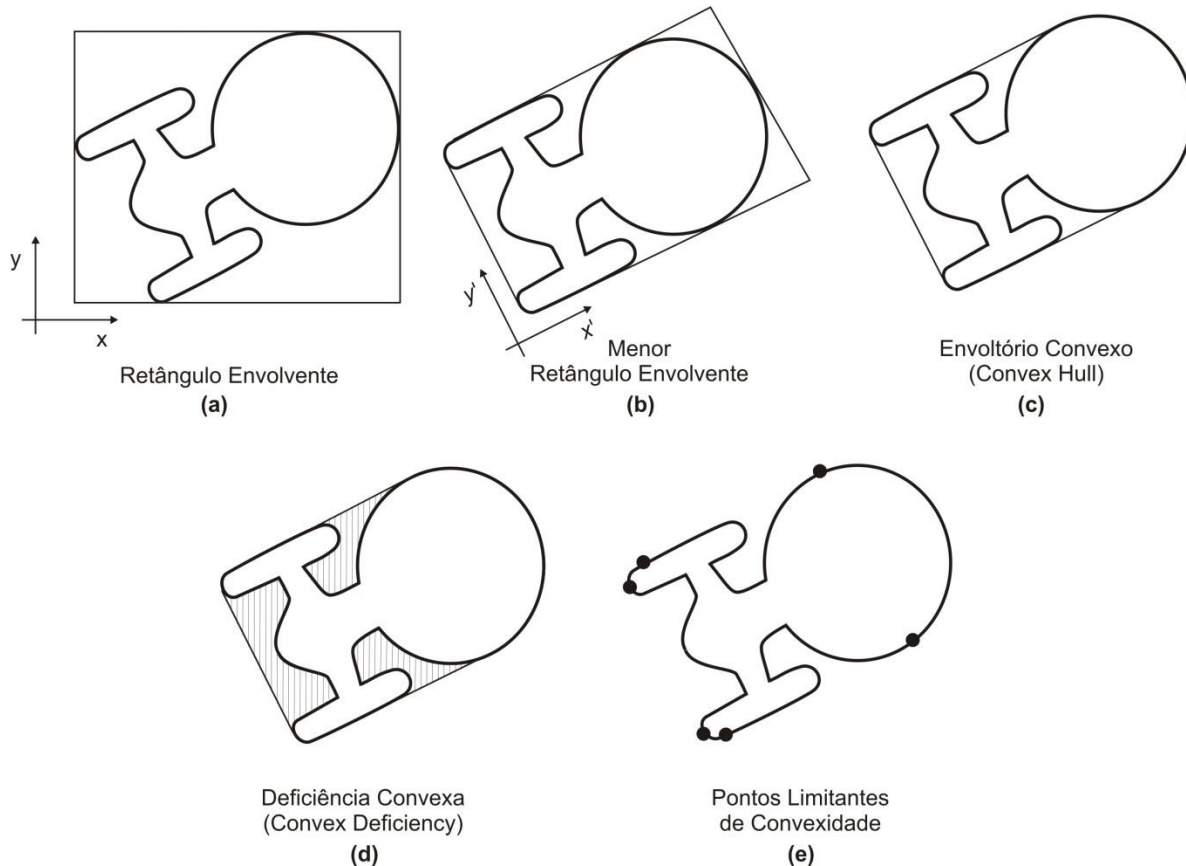 y
x
Retângulo Envolvente
(a)
y'
x'
Menor
Retângulo Envolvente
(b)
Envoltório Convexo
(Convex Hull)
(c)
Deficiência Convexa
(Convex Deficiency)
(d)
Pontos Limitantes
de Convexidade
(e)